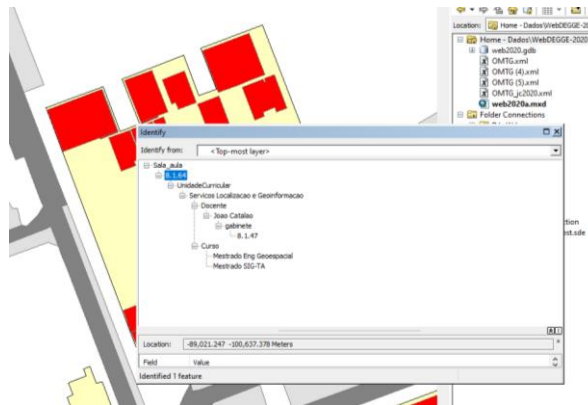 Location:
Home - Dados\WebDEGGE-20
Home - Dados\WebDEGGE-2020
web2020.gdb
OMTG.xml
OMTG (4).xml
OMTG (5).xml
OMTG_jc2020.xml
web2020a.mxd
Folder Connections
ction
st.sde
Identify
Identify from:
<Top-most layer>
Sala_aula
8.1.64
UnidadeCurricular
Servicos Localizacao e Geoinformacao
Docente
Joao Catalao
gabinete
8.1.47
Curso
Mestrado Eng Geoespacial
Mestrado SIG-TA
Location:
-89,021.247 -100,637.378 Meters
Field Value
Identified 1 feature